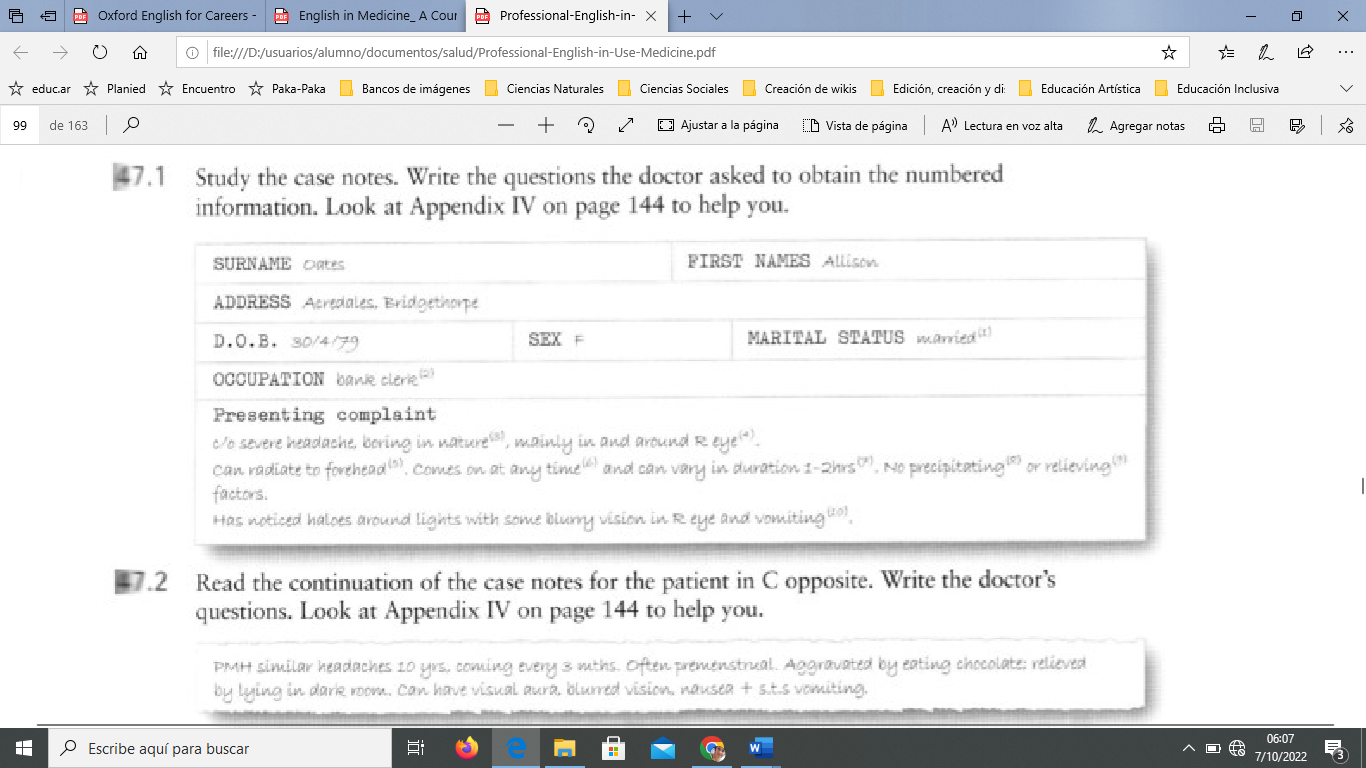 Oxford English for Careers -
English in Medicine_ A Cour
Professional-English-in-
file:///D:/usuarios/alumno/documentos/salud/Professional-English-in-Use-Medicine.pdf
educ.ar Planied Encuentro Paka-Paka Bancos de imágenes Ciencias Naturales Ciencias Sociales Creación de wikis Edición, creación y di Educación Artística Educación Inclusiva
99 de 163 Ajustar a la página Vista de página Lectura en voz alta Agregar notas
47.1 Study the case notes. Write the questions the doctor asked to obtain the numbered
information. Look at Appendix IV on page 144 to help you.
SURNAME Oates FIRST NAMES Allison
ADDRESS Acredales, Bridgethorpe
D.O.B. 30/4/79 SEX F MARITAL STATUS married(1)
OCCUPATION bank clerk(2)
Presenting complaint
c/o severe headache, boring in nature(3), mainly in and around R eye(4).
Can radiate to forehead(5). Comes on at any time(6) and can vary in duration 1-2hrs(7). No precipitating(8) or relieving(9)
factors.
Has noticed haloes around lights with some blurry vision in R eye and vomiting(10).
47.2 Read the continuation of the case notes for the patient in C opposite. Write the doctor's
questions. Look at Appendix IV on page 144 to help you.
PMH similar headaches 10 yrs, coming every 3 mths. Often premenstrual. Aggravated by eating chocolate; relieved
by lying in dark room. Can have visual aura, blurred vision, nausea + s.t.s vomiting.
Escribe aquí para buscar
06:07
7/10/2022
3